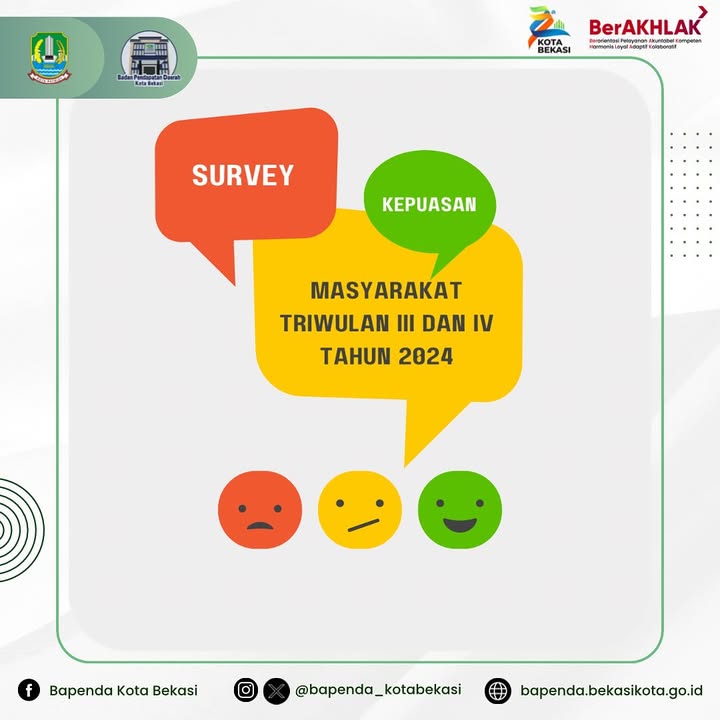 Badan Pendapatan Daerah
Kota Bekasi
KOTA
BEKASI
BerAKHLAK
Berorientasi Pelayanan Akuntabel Kompeten
Harmonis Loyal Adaptif Kolaboratif
SURVEY
KEPUASAN
MASYARAKAT
TRIWULAN III DAN IV
TAHUN 2024
Bapenda Kota Bekasi
@bapenda_kotabekasi
bapenda.bekasikota.go.id